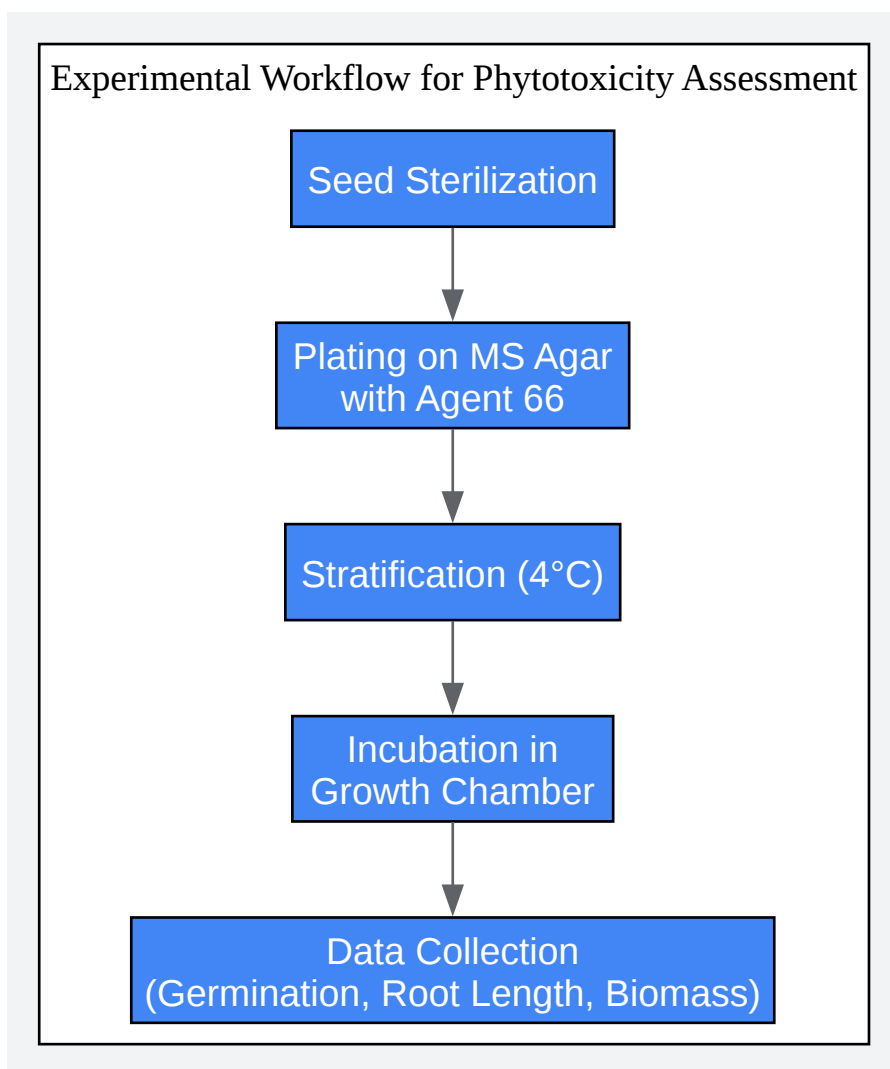 Experimental Workflow for Phytotoxicity Assessment
Seed Sterilization
Plating on MS Agar
with Agent 66
Stratification (4°C)
Incubation in
Growth Chamber
Data Collection
(Germination, Root Length, Biomass)